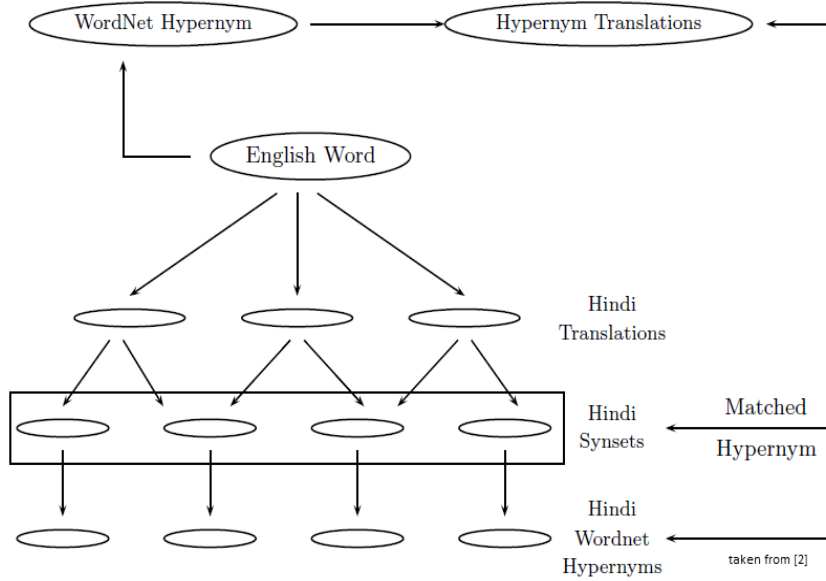 WordNet Hypernym
Hypernym Translations
English Word
Hindi
Translations
Hindi
Synsets
Matched
Hypernym
Hindi
Wordnet
Hypernyms
taken from [2]